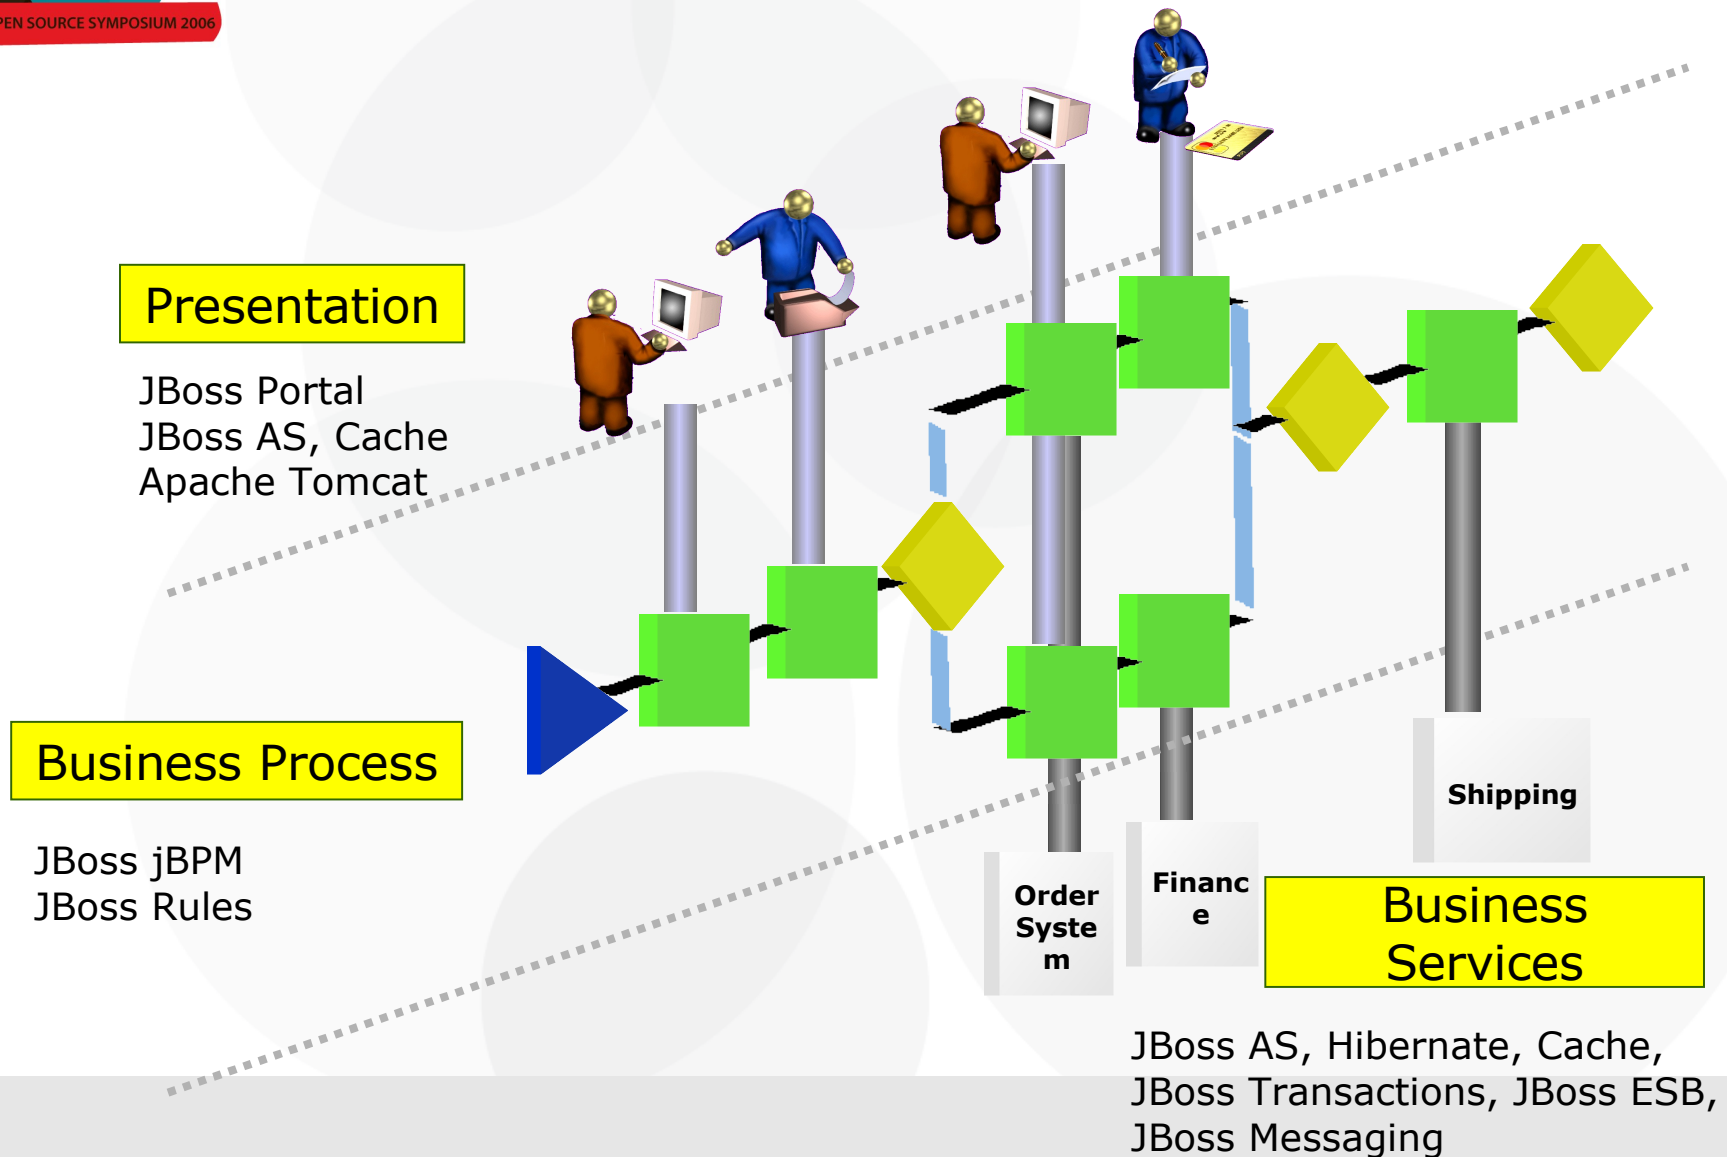 PEN SOURCE SYMPOSIUM 2006
Presentation
JBoss Portal
JBoss AS, Cache
Apache Tomcat
Business Process
JBoss jBPM
JBoss Rules
Order
Syste
m
Financ
e
Shipping
Business
Services
JBoss AS, Hibernate, Cache,
JBoss Transactions, JBoss ESB,
JBoss Messaging